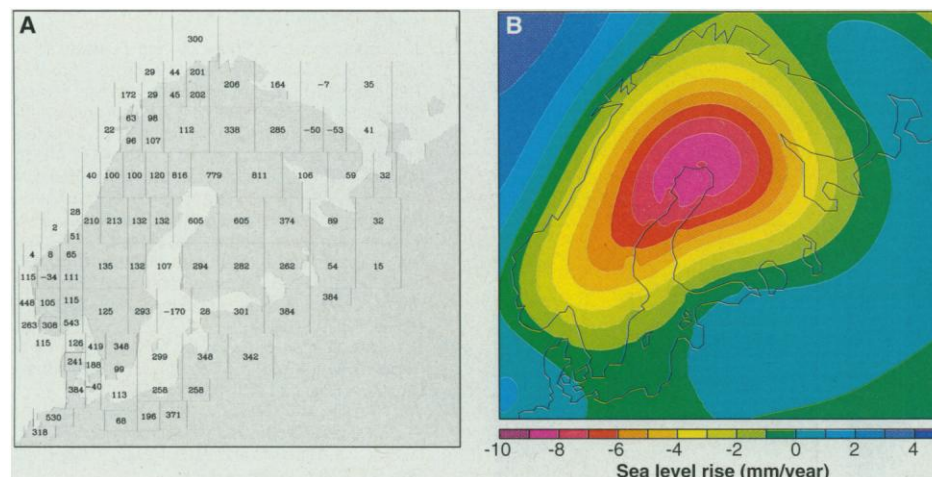 A
300
29 44 201
206 164 −7 35
172 29 45 202
63 98
22 112 338 285 −50 −53 41
96 107
40 100 100 120 816 779 811 106 59 32
28
210 213 132 132 605 605 374 89 32
2
51
4 8 65
135 132 107 294 282 262 54 15
115 −34 111
384
448 105 115
125 293 −170 28 301 384
263 308 543
115 126 419 348
299 348 342
241 188 99
384 −40 258 258
113
530 68 196 371
318
B
-10 -8 -6 -4 -2 0 2 4
Sea level rise (mm/year)